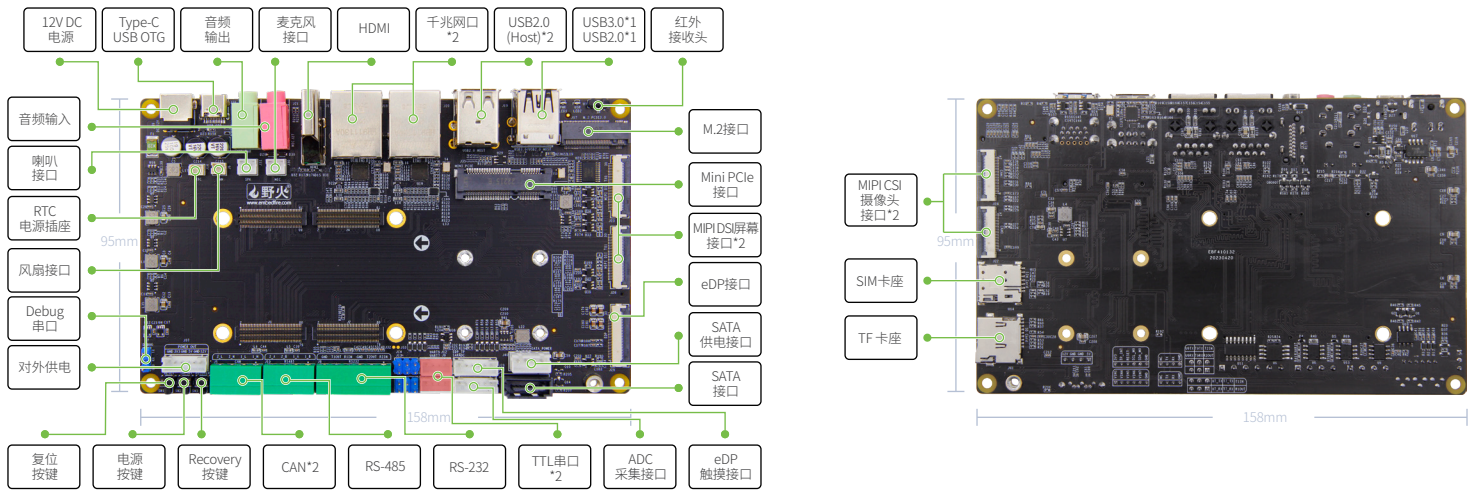 12V DC
电源
Type-C
USB OTG
音频
输出
麦克风
接口
HDMI
千兆网口
*2
USB2.0
(Host)*2
USB3.0*1
USB2.0*1
红外
接收头
音频输入
喇叭
接口
RTC
电源插座
风扇接口
Debug
串口
对外供电
M.2接口
Mini PCIe
接口
MIPI DSI屏幕
接口*2
eDP接口
SATA
供电接口
SATA
接口
95mm
野火
www.embedfire.com
158mm
复位
按键
电源
按键
Recovery
按键
CAN*2
RS-485
RS-232
TTL串口
*2
ADC
采集接口
eDP
触摸接口
MIPI CSI
摄像头
接口*2
SIM卡座
TF 卡座
95mm
EBF410132
20230420
158mm